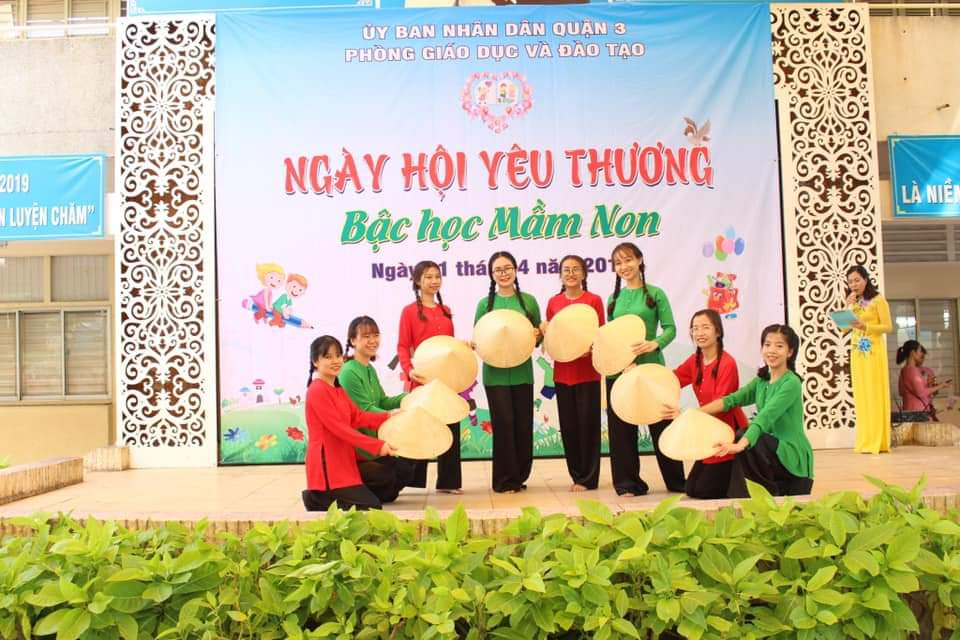 ỦY BAN NHÂN DÂN QUẬN 3
PHÒNG GIÁO DỤC VÀ ĐÀO TẠO
NGÀY HỘI YÊU THƯƠNG
Bậc học Mầm Non
2019
LUYỆN CHĂM”
LÀ NIỀM